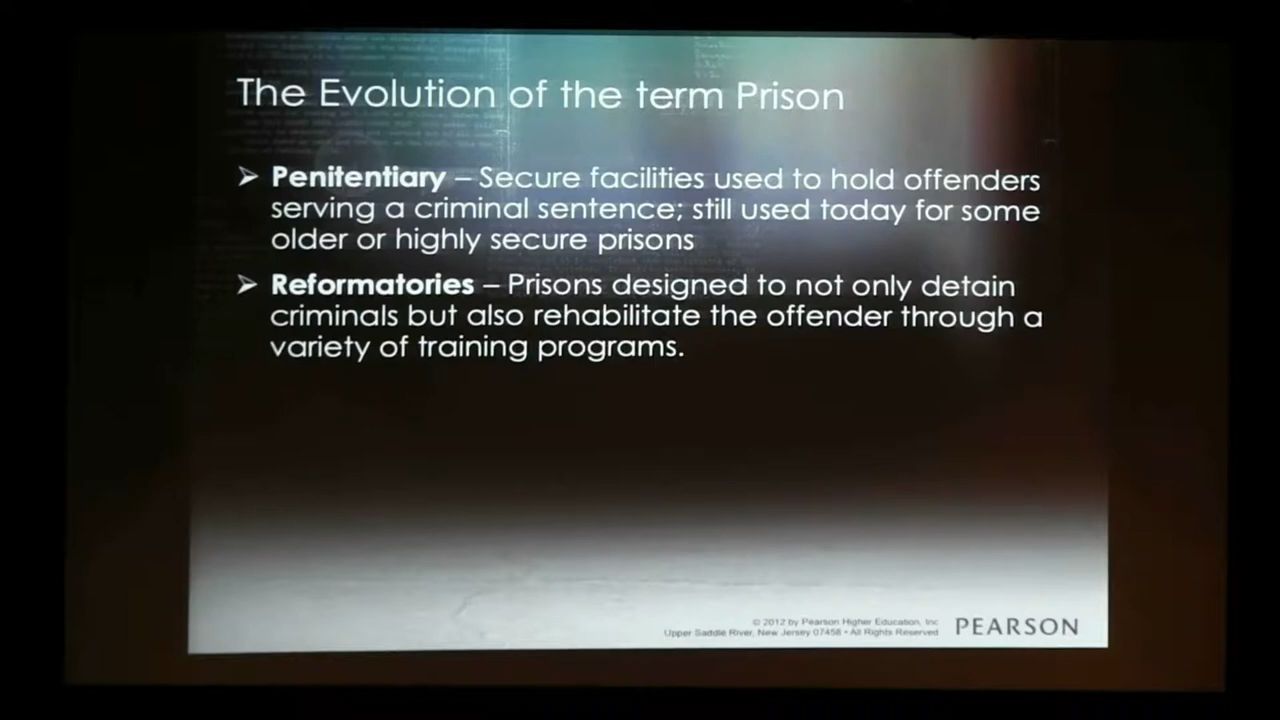 The Evolution of the term Prison
➢ Penitentiary – Secure facilities used to hold offenders
serving a criminal sentence; still used today for some
older or highly secure prisons
➢ Reformatories – Prisons designed to not only detain
criminals but also rehabilitate the offender through a
variety of training programs.
© 2012 by Pearson Higher Education, Inc
Upper Saddle River, New Jersey 07458 • All Rights Reserved
PEARSON